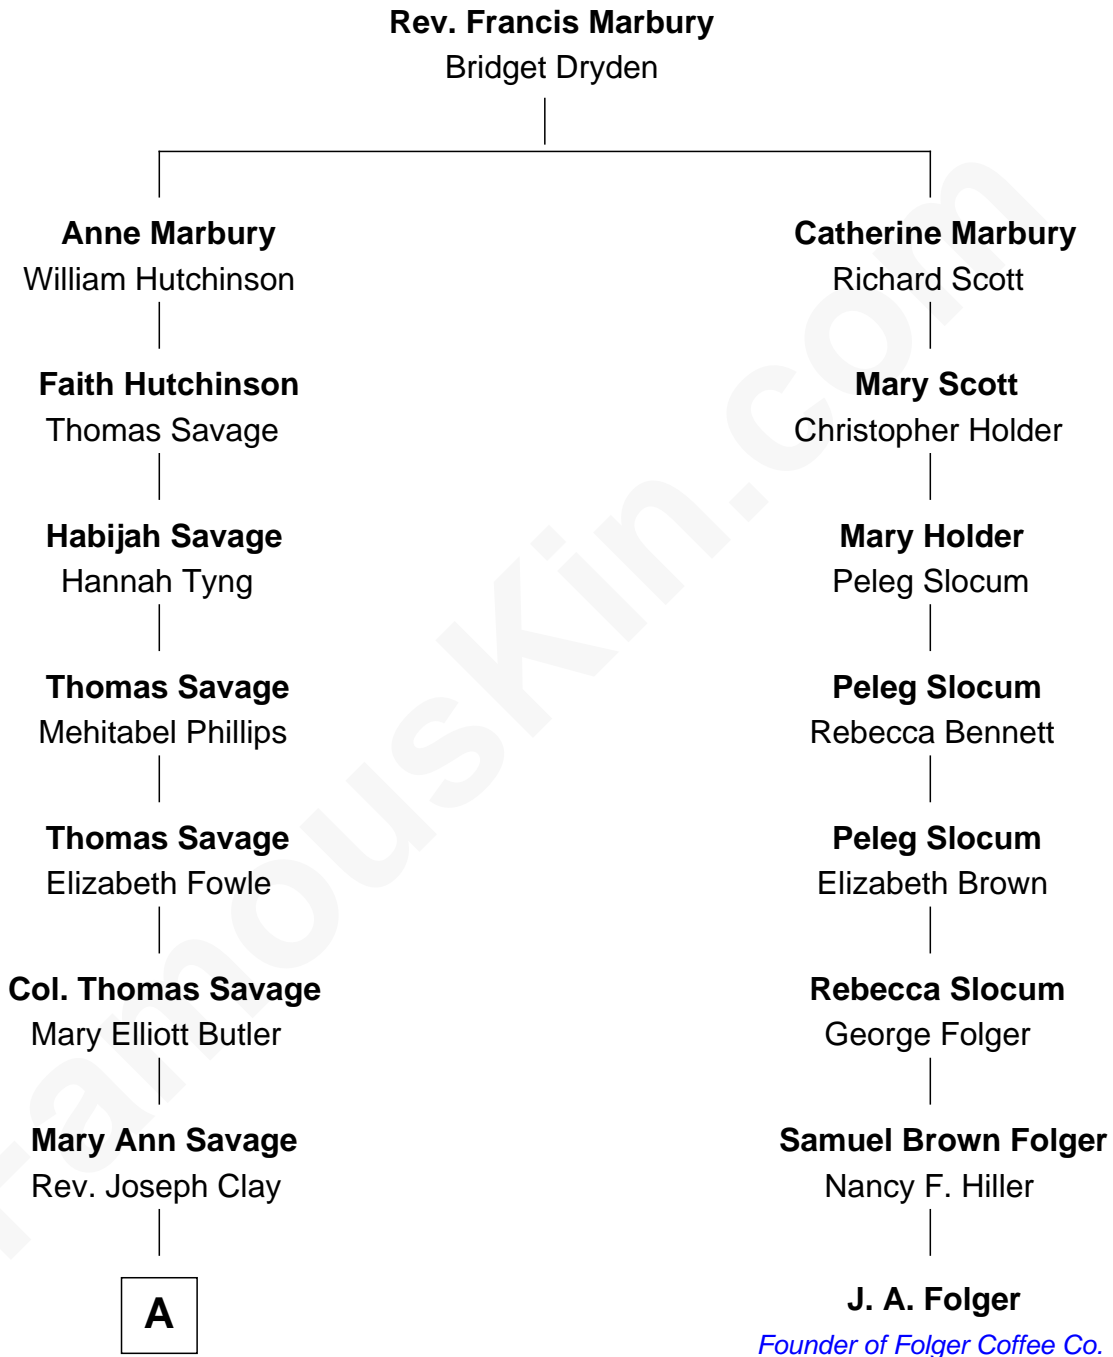 Rev. Francis Marbury
Bridget Dryden
Anne Marbury
William Hutchinson
Catherine Marbury
Richard Scott
Faith Hutchinson
Thomas Savage
Mary Scott
Christopher Holder
Habijah Savage
Hannah Tyng
Mary Holder
Peleg Slocum
Thomas Savage
Mehitabel Phillips
Peleg Slocum
Rebecca Bennett
Thomas Savage
Elizabeth Fowle
Peleg Slocum
Elizabeth Brown
Col. Thomas Savage
Mary Elliott Butler
Rebecca Slocum
George Folger
Mary Ann Savage
Rev. Joseph Clay
Samuel Brown Folger
Nancy F. Hiller
A
J. A. Folger
Founder of Folger Coffee Co.
FamousKin.com